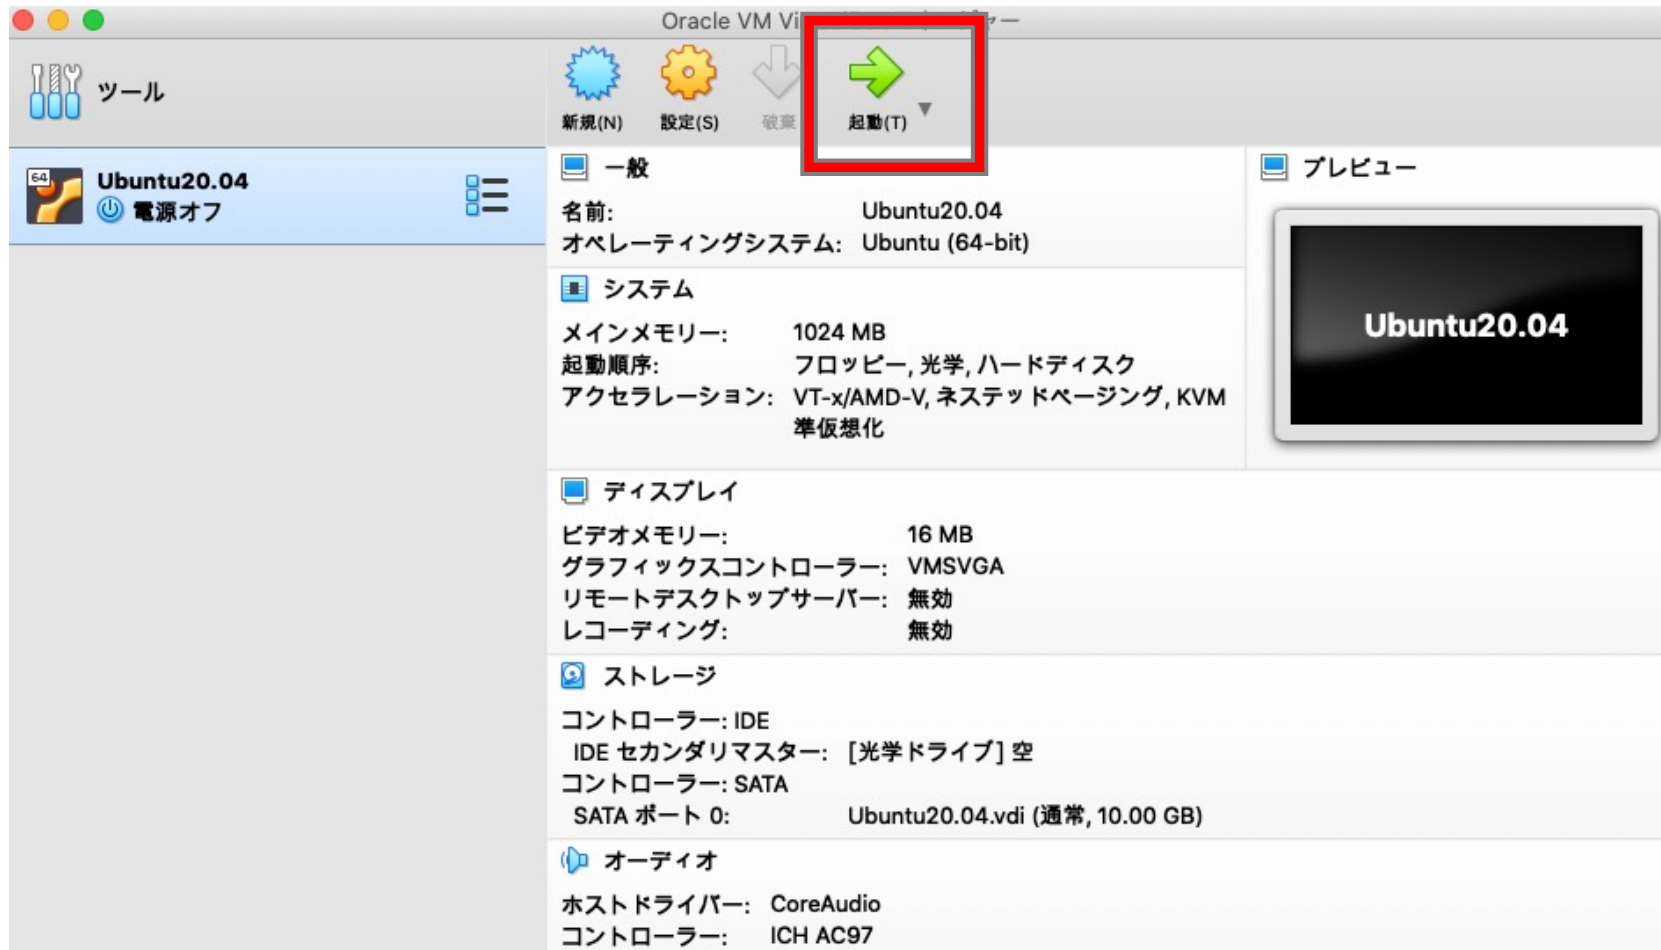 Oracle VM Vi
ツール
新規(N) 設定(S) 破棄 起動(T)
64
Ubuntu20.04
電源オフ
一般
名前: Ubuntu20.04
オペレーティングシステム: Ubuntu (64-bit)
プレビュー
Ubuntu20.04
システム
メインメモリー: 1024 MB
起動順序: フロッピー, 光学, ハードディスク
アクセラレーション: VT-x/AMD-V, ネステッドページング, KVM
準仮想化
ディスプレイ
ビデオメモリー: 16 MB
グラフィックスコントローラー: VMSVGA
リモートデスクトップサーバー: 無効
レコーディング: 無効
ストレージ
コントローラー: IDE
IDE セカンダリマスター: [光学ドライブ] 空
コントローラー: SATA
SATA ポート 0: Ubuntu20.04.vdi (通常, 10.00 GB)
オーディオ
ホストドライバー: CoreAudio
コントローラー: ICH AC97